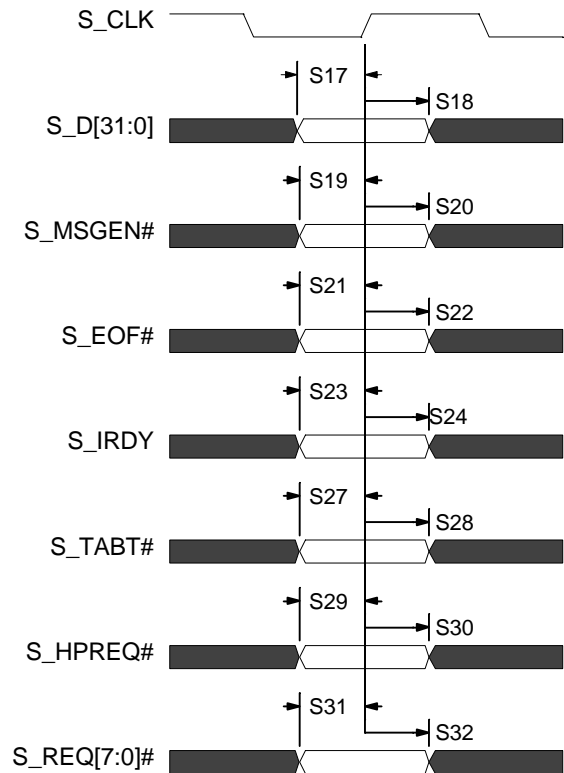 S_CLK
S17
S18
S_D[31:0]
S19
S20
S_MSGEN#
S21
S22
S_EOF#
S23
S24
S_IRDY
S27
S28
S_TABT#
S29
S30
S_HPREQ#
S31
S32
S_REQ[7:0]#